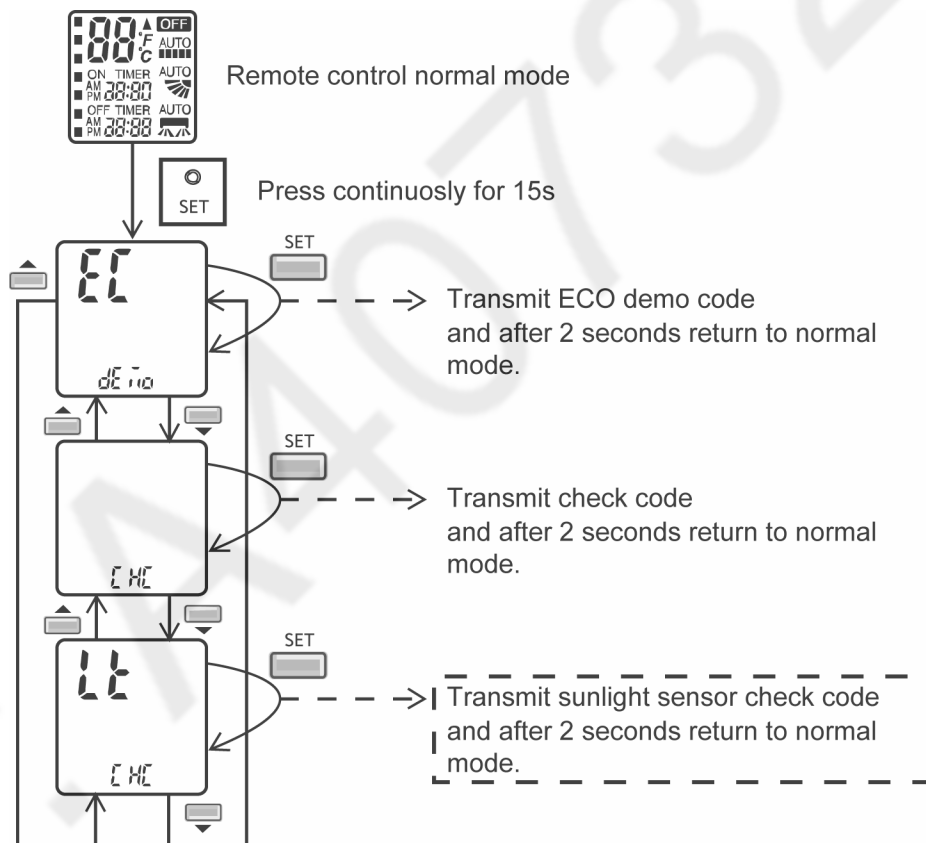 88 °F °C OFF
AUTO
ON TIMER AUTO
AM PM 88:80
OFF TIMER AUTO
AM PM 88:88
Remote control normal mode
SET
Press continuosly for 15s
EC
dEmo
SET
Transmit ECO demo code
and after 2 seconds return to normal
mode.
CHC
SET
Transmit check code
and after 2 seconds return to normal
mode.
Lt
CHC
SET
Transmit sunlight sensor check code
and after 2 seconds return to normal
mode.